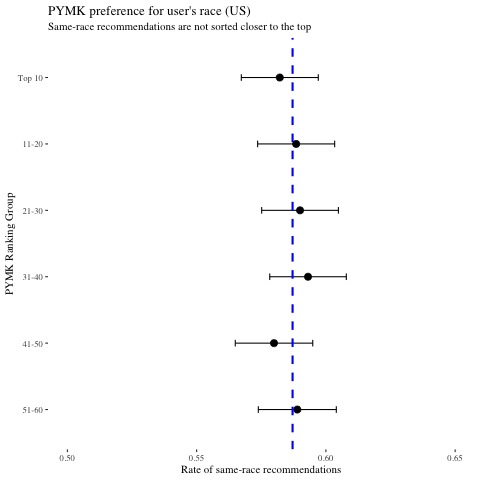 PYMK preference for user's race (US)
Same-race recommendations are not sorted closer to the top
PYMK Ranking Group
Top 10
11-20
21-30
31-40
41-50
51-60
0.50 0.55 0.60 0.65
Rate of same-race recommendations